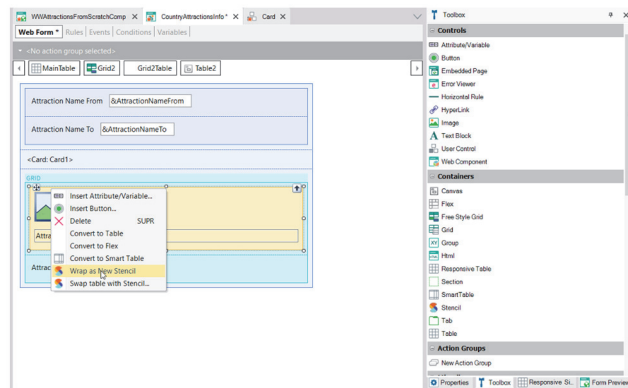 WWAttractionsFromScratchComp X CountryAttractionsInfo* X Card X
Web Form * | Rules | Events | Conditions | Variables |
<No action group selected>
MainTable Grid2 Grid2Table Table2
Attraction Name From &AttractionNameFrom
Attraction Name To &AttractionNameTo
<Card: Card1>
GRID
Insert Attribute/Variable...
Insert Button...
Delete SUPR
Convert to Table
Attra
Convert to Flex
Convert to Smart Table
Attrac
Wrap as New Stencil
Swap table with Stencil...
Toolbox
Controls
Attribute/Variable
Button
Embedded Page
Error Viewer
Horizontal Rule
HyperLink
Image
Text Block
User Control
Web Component
Containers
Canvas
Flex
Free Style Grid
Grid
Group
Html
Responsive Table
Section
SmartTable
Stencil
Tab
Table
Action Groups
New Action Group
Properties Toolbox Responsive Si... Form Preview